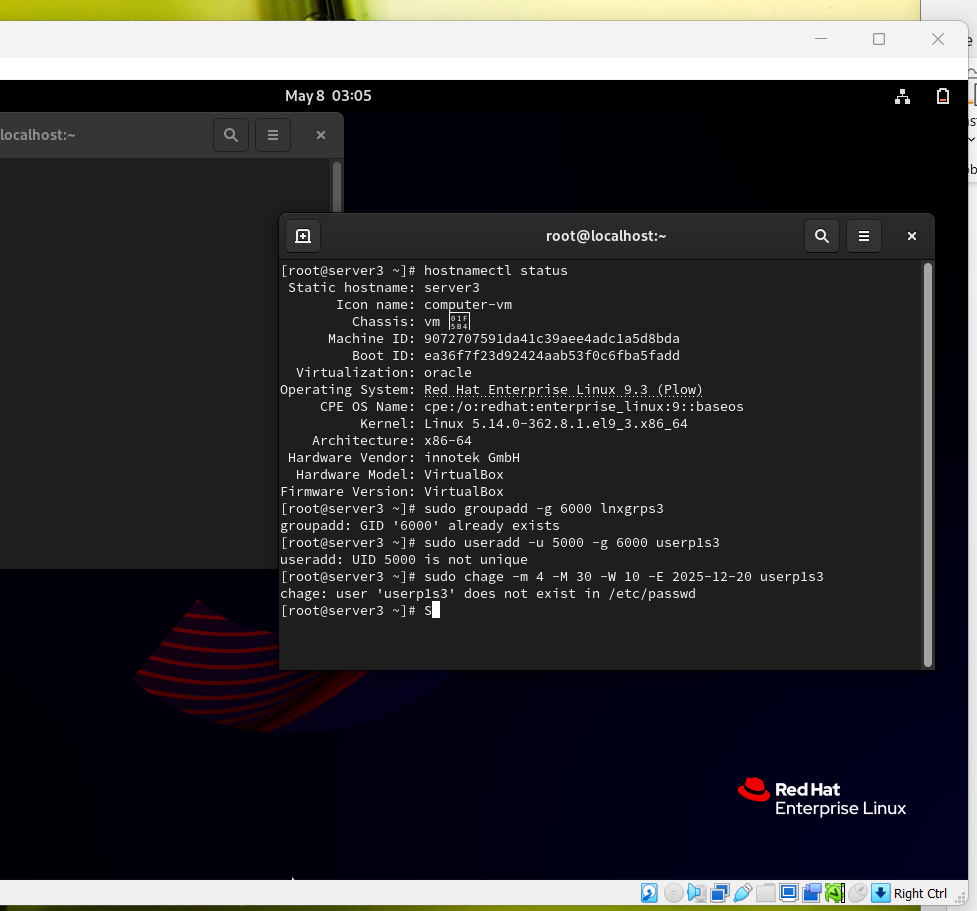 May 8 03:05
localhost:~
root@localhost:~
[root@server3 ~]# hostnamectl status
Static hostname: server3
Icon name: computer-vm
Chassis: vm
Machine ID: 9072707591da41c39aee4adc1a5d8bda
Boot ID: ea36f7f23d92424aab53f0c6fba5fadd
Virtualization: oracle
Operating System: Red Hat Enterprise Linux 9.3 (Plow)
CPE OS Name: cpe:/o:redhat:enterprise_linux:9::baseos
Kernel: Linux 5.14.0-362.8.1.el9_3.x86_64
Architecture: x86-64
Hardware Vendor: innotek GmbH
Hardware Model: VirtualBox
Firmware Version: VirtualBox
[root@server3 ~]# sudo groupadd -g 6000 lnxgrps3
groupadd: GID '6000' already exists
[root@server3 ~]# sudo useradd -u 5000 -g 6000 userp1s3
useradd: UID 5000 is not unique
[root@server3 ~]# sudo chage -m 4 -M 30 -W 10 -E 2025-12-20 userp1s3
chage: user 'userp1s3' does not exist in /etc/passwd
[root@server3 ~]# S
Red Hat
Enterprise Linux
Right Ctrl